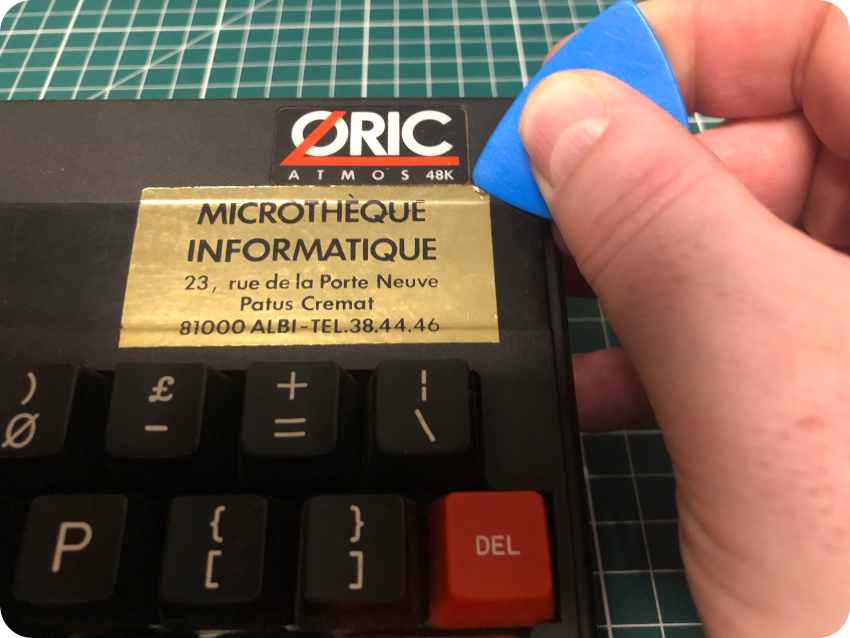 ORIC
ATMOS 48K
MICROTHÈQUE
INFORMATIQUE
23, rue de la Porte Neuve
Patus Cremat
81000 ALBI-TEL.38.44.46
) £ + ¦
Ø - = \
P { } DEL
[ ]